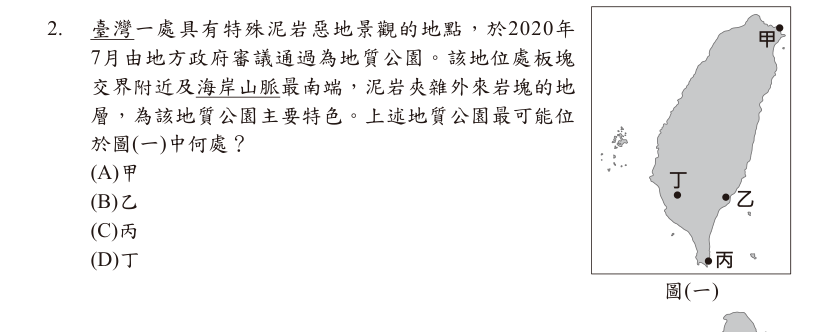 2. 臺灣一處具有特殊泥岩惡地景觀的地點，於2020年
7月由地方政府審議通過為地質公園。該地位處板塊
交界附近及海岸山脈最南端，泥岩夾雜外來岩塊的地
層，為該地質公園主要特色。上述地質公園最可能位
於圖(一)中何處？
(A)甲
(B)乙
(C)丙
(D)丁
甲
丁
乙
丙
圖(一)